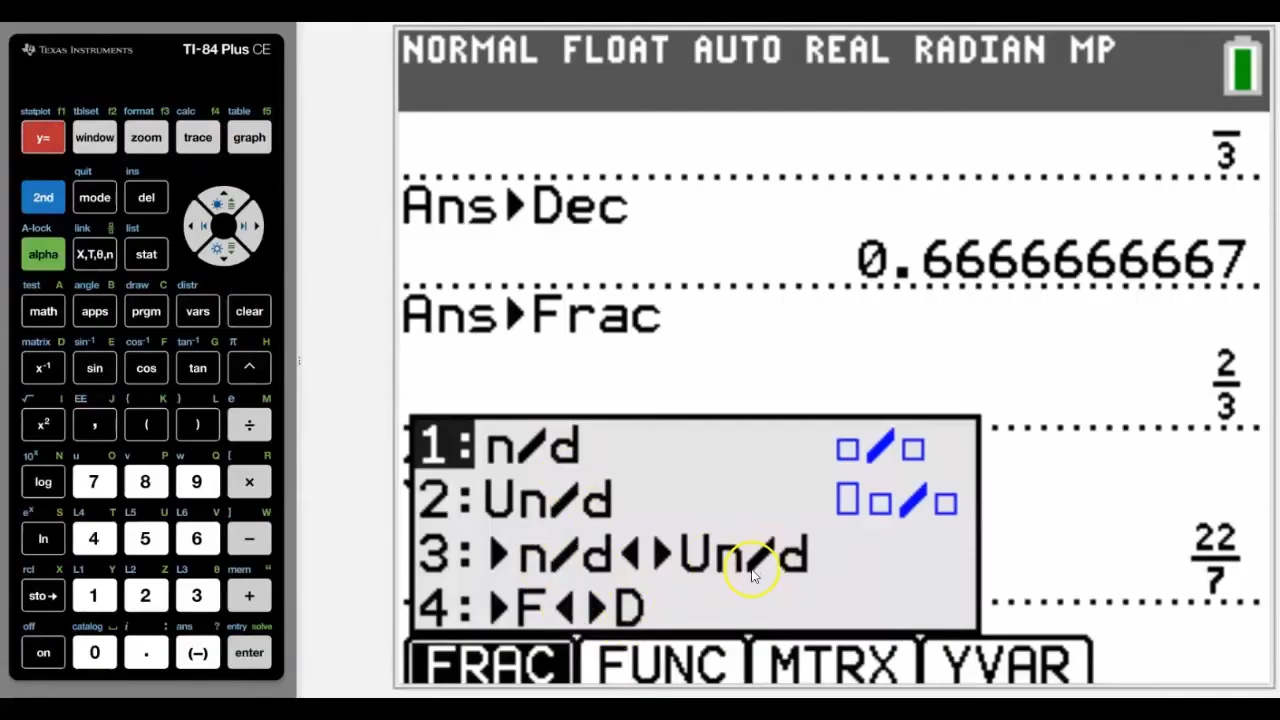 TEXAS INSTRUMENTS TI-84 Plus CE
statplot f1 tblset f2 format f3 calc f4 table f5
y= window zoom trace graph
quit ins
2nd mode del
A-lock link list
alpha X,T,θ,n stat
test A angle B draw C distr
math apps prgm vars clear
matrix D sin⁻¹ E cos⁻¹ F tan⁻¹ G π H
x⁻¹ sin cos tan ^
√ I EE J { K } L e M
x² , ( ) ÷
10ˣ N u O v P w Q [ R
log 7 8 9 ×
eˣ S L4 T L5 U L6 V ] W
ln 4 5 6 −
rcl X L1 Y L2 Z L3 θ mem "
sto→ 1 2 3 +
off catalog i : ans ? entry solve
on 0 . (−) enter
NORMAL FLOAT AUTO REAL RADIAN MP
3
Ans▶Dec
0.6666666667
Ans▶Frac
2
3
22
7
1:n/d □/□
2:Un/d □□/□
3:▶n/d◀▶Un/d
4:▶F◀▶D
FRAC FUNC MTRX YVAR